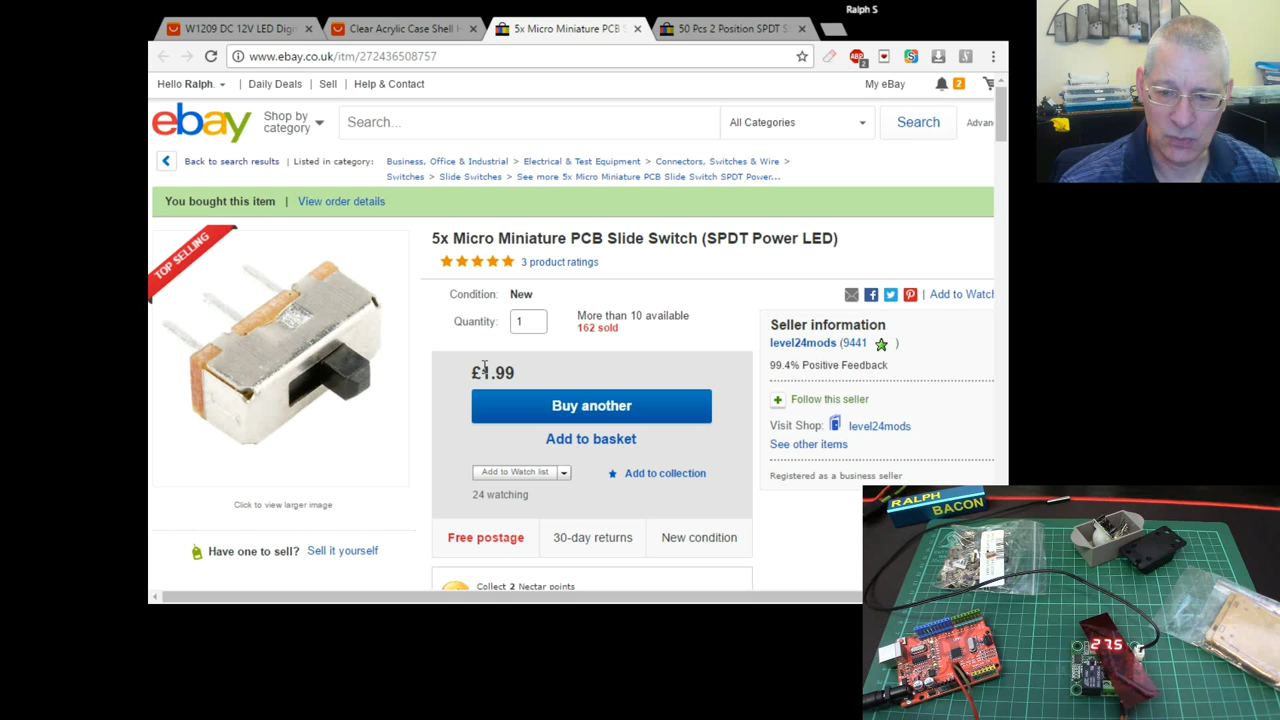 Ralph S
W1209 DC 12V LED Digi
Clear Acrylic Case Shell
5x Micro Miniature PCB S
50 Pcs 2 Position SPDT S
www.ebay.co.uk/itm/272436508757
ABP
2
S
S
Hello Ralph.
Daily Deals
Sell
Help & Contact
My eBay
2
ebay
Shop by category
Search...
All Categories
Search
Advan
Back to search results
Listed in category:
Business, Office & Industrial > Electrical & Test Equipment > Connectors, Switches & Wire >
Switches > Slide Switches > See more 5x Micro Miniature PCB Slide Switch SPDT Power...
You bought this item | View order details
TOP SELLING
5x Micro Miniature PCB Slide Switch (SPDT Power LED)
3 product ratings
Condition: New
Add to Watch
Quantity: 1
More than 10 available
162 sold
£1.99
Buy another
Add to basket
Add to Watch list
Add to collection
24 watching
Free postage
30-day returns
New condition
Collect 2 Nectar points
Click to view larger image
Have one to sell? Sell it yourself
Seller information
level24mods (9441 )
99.4% Positive Feedback
Follow this seller
Visit Shop: level24mods
See other items
Registered as a business seller
RALPH
BACON
27.5